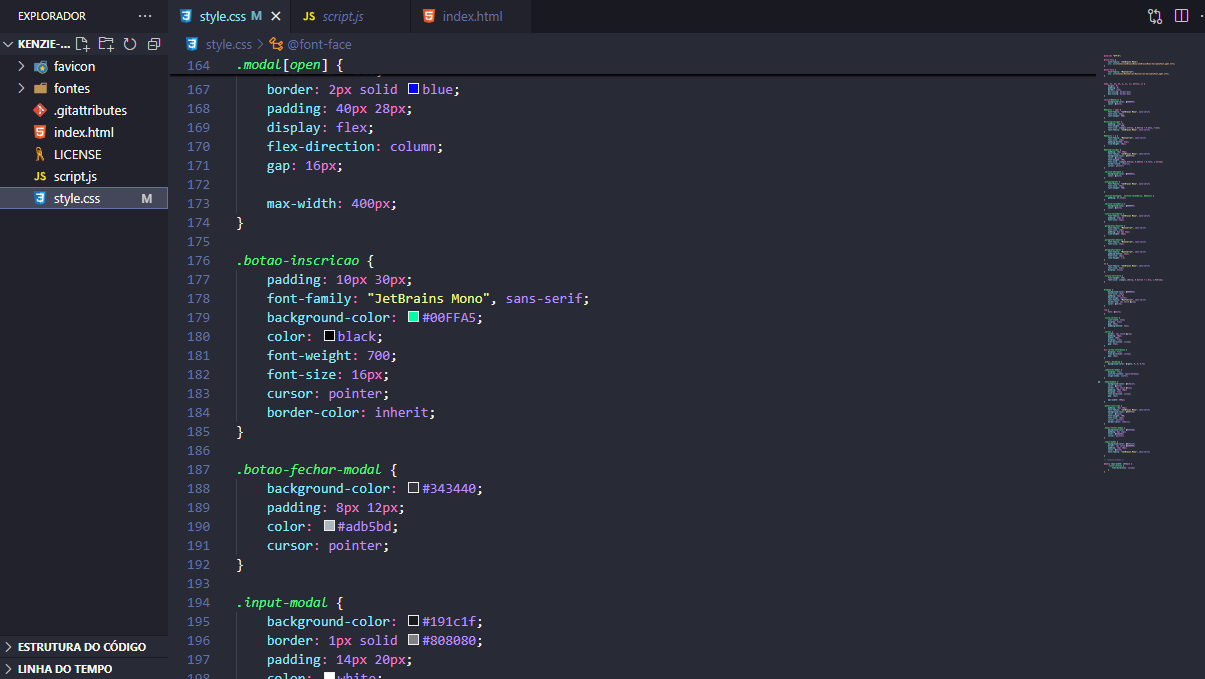 EXPLORADOR ···
style.css M ×
JS script.js
index.html
KENZIE-...
style.css > @font-face
favicon
fontes
.gitattributes
index.html
LICENSE
JS script.js
style.css M
ESTRUTURA DO CÓDIGO
LINHA DO TEMPO
164 .modal[open] {
167 border: 2px solid blue;
168 padding: 40px 28px;
169 display: flex;
170 flex-direction: column;
171 gap: 16px;
172
173 max-width: 400px;
174 }
175
176 .botao-inscricao {
177 padding: 10px 30px;
178 font-family: "JetBrains Mono", sans-serif;
179 background-color: #00FFA5;
180 color: black;
181 font-weight: 700;
182 font-size: 16px;
183 cursor: pointer;
184 border-color: inherit;
185 }
186
187 .botao-fechar-modal {
188 background-color: #343440;
189 padding: 8px 12px;
190 color: #adb5bd;
191 cursor: pointer;
192 }
193
194 .input-modal {
195 background-color: #191c1f;
196 border: 1px solid #808080;
197 padding: 14px 20px;
198 color: white;